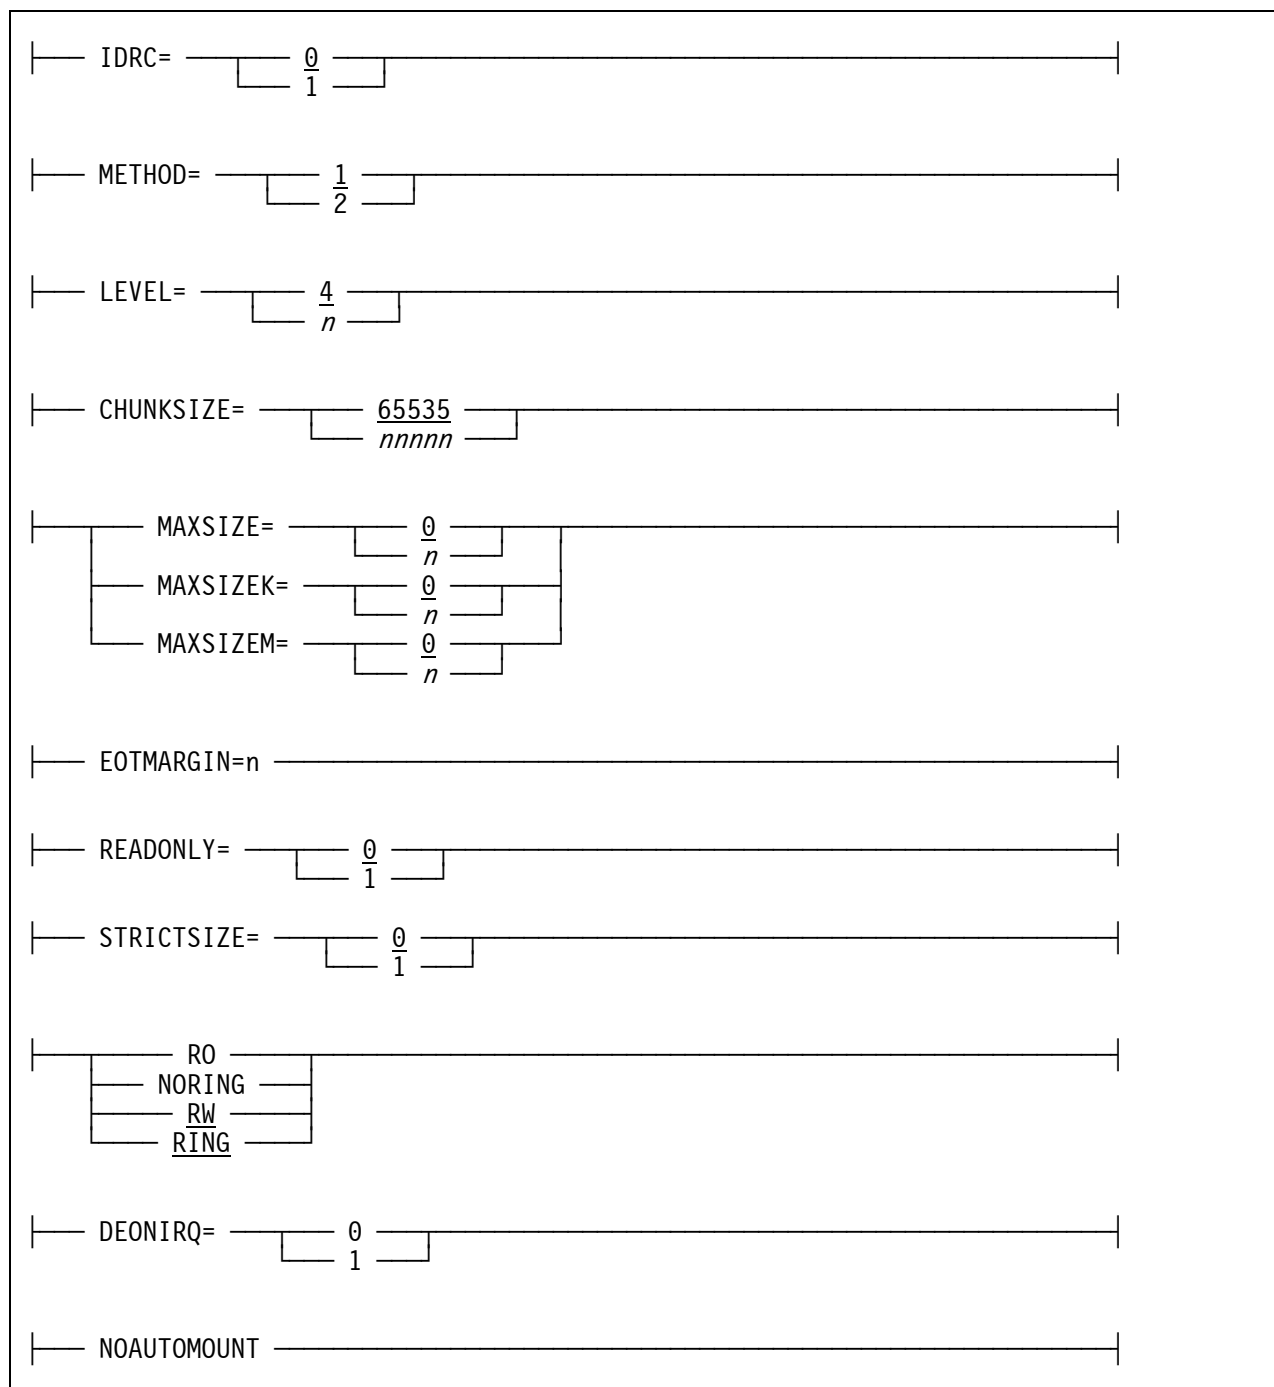 IDRC= 0
1
METHOD= 1
2
LEVEL= 4
n
CHUNKSIZE= 65535
nnnnn
MAXSIZE= 0
n
MAXSIZEK= 0
n
MAXSIZEM= 0
n
EOTMARGIN=n
READONLY= 0
1
STRICTSIZE= 0
1
RO
NORING
RW
RING
DEONIRQ= 0
1
NOAUTOMOUNT